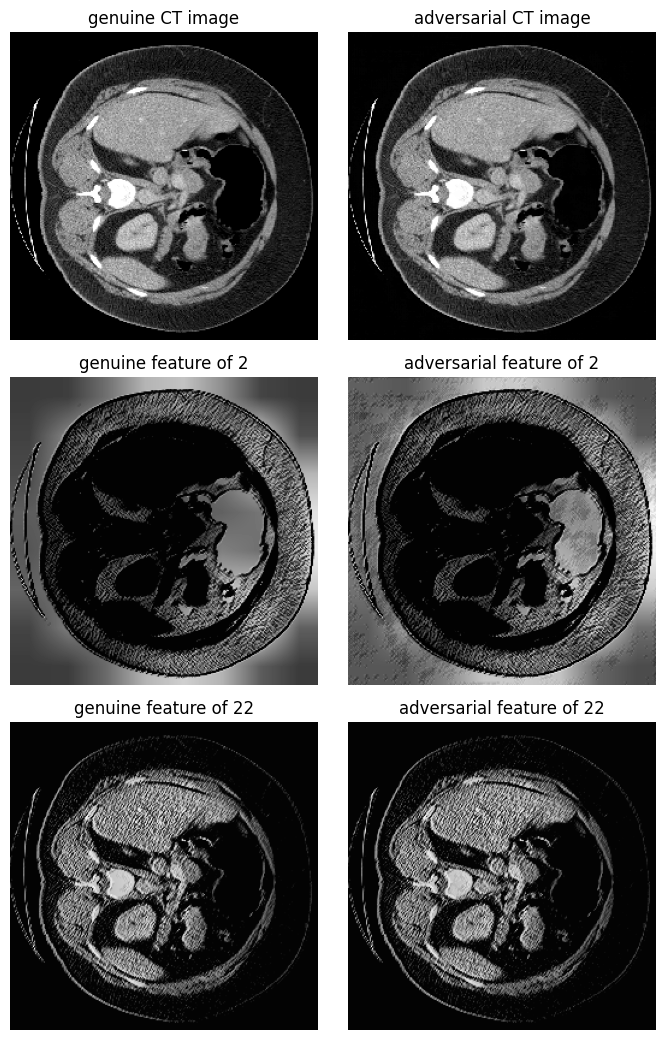 genuine CT image
adversarial CT image
genuine feature of 2
adversarial feature of 2
genuine feature of 22
adversarial feature of 22